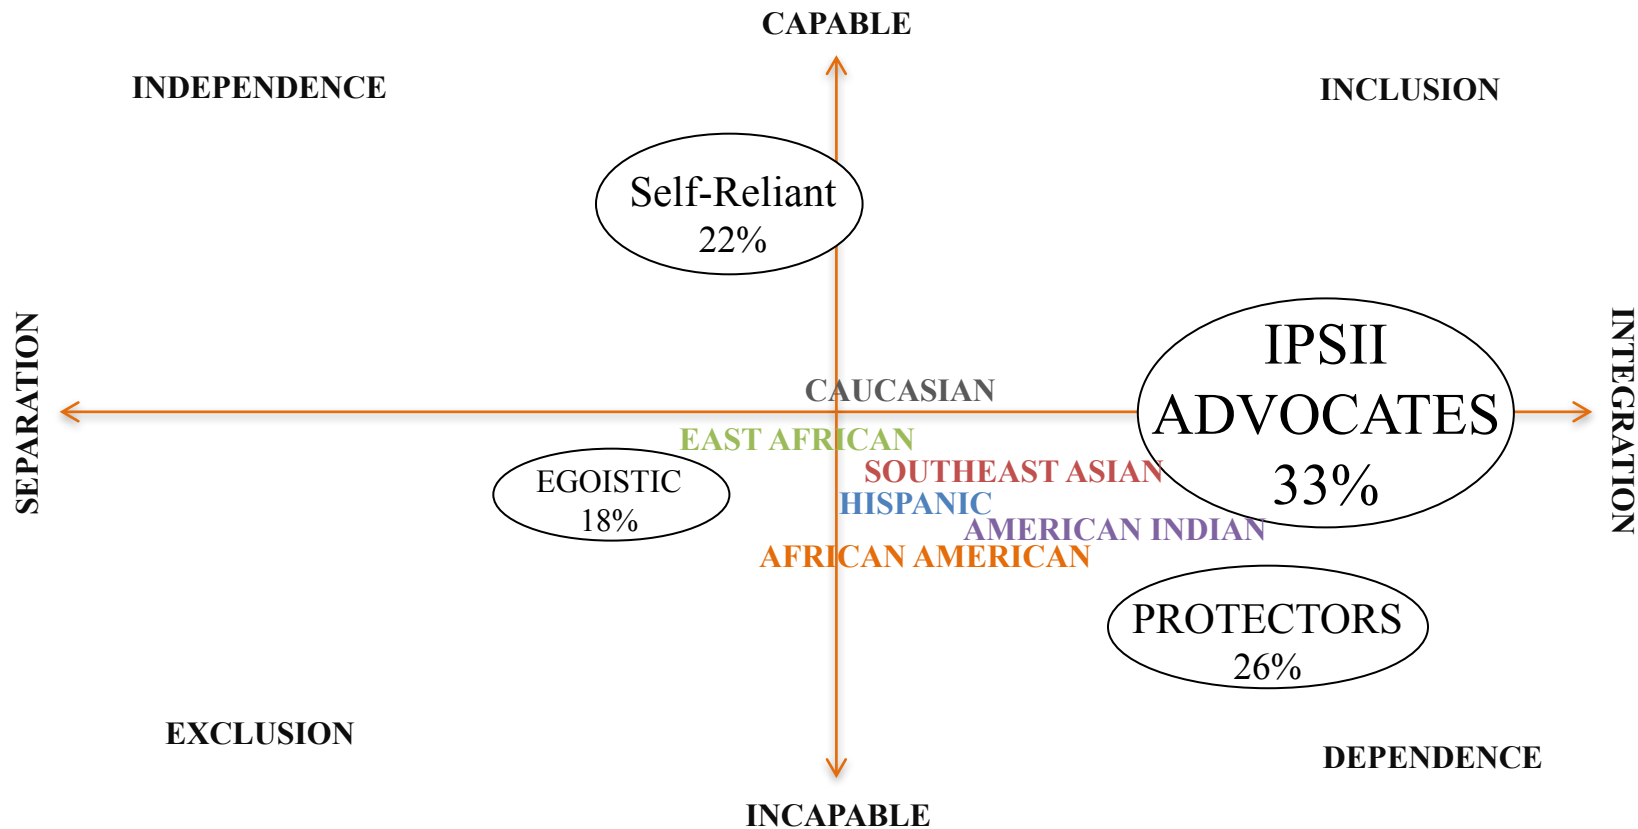 CAPABLE
INDEPENDENCE
INCLUSION
Self-Reliant
22%
SEPARATION
INTEGRATION
IPSII
ADVOCATES
33%
CAUCASIAN
EAST AFRICAN
SOUTHEAST ASIAN
EGOISTIC
18%
HISPANIC
AMERICAN INDIAN
AFRICAN AMERICAN
PROTECTORS
26%
EXCLUSION
DEPENDENCE
INCAPABLE